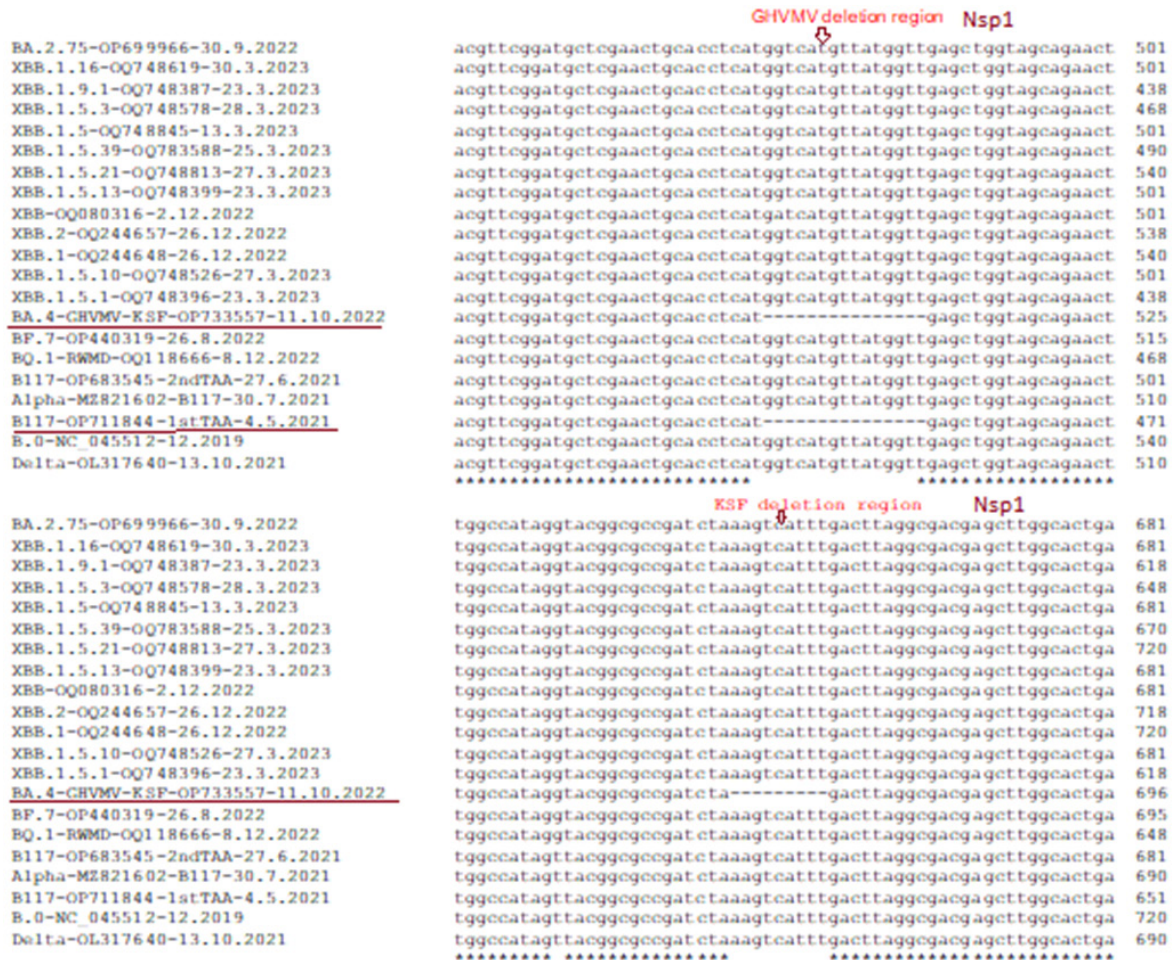 GHVMV deletion region Nsp1
BA.2.75-OP699966-30.9.2022 acgttcggatgctcgaactgcacctcatggtcatgttatggttgagctggtagcagaact 501
XBB.1.16-OQ748619-30.3.2023 acgttcggatgctcgaactgcacctcatggtcatgttatggttgagctggtagcagaact 501
XBB.1.9.1-OQ748387-23.3.2023 acgttcggatgctcgaactgcacctcatggtcatgttatggttgagctggtagcagaact 438
XBB.1.5.3-OQ748578-28.3.2023 acgttcggatgctcgaactgcacctcatggtcatgttatggttgagctggtagcagaact 468
XBB.1.5-OQ748845-13.3.2023 acgttcggatgctcgaactgcacctcatggtcatgttatggttgagctggtagcagaact 501
XBB.1.5.39-OQ783588-25.3.2023 acgttcggatgctcgaactgcacctcatggtcatgttatggttgagctggtagcagaact 490
XBB.1.5.21-OQ748813-27.3.2023 acgttcggatgctcgaactgcacctcatggtcatgttatggttgagctggtagcagaact 540
XBB.1.5.13-OQ748399-23.3.2023 acgttcggatgctcgaactgcacctcatggtcatgttatggttgagctggtagcagaact 501
XBB-OQ080316-2.12.2022 acgttcggatgctcgaactgcacctcatgatcatgttatggttgagctggtagcagaact 501
XBB.2-OQ244657-26.12.2022 acgttcggatgctcgaactgcacctcatggtcatgttatggttgagctggtagcagaact 538
XBB.1-OQ244648-26.12.2022 acgttcggatgctcgaactgcacctcatggtcatgttatggttgagctggtagcagaact 540
XBB.1.5.10-OQ748526-27.3.2023 acgttcggatgctcgaactgcacctcatggtcatgttatggttgagctggtagcagaact 501
XBB.1.5.1-OQ748396-23.3.2023 acgttcggatgctcgaactgcacctcatggtcatgttatggttgagctggtagcagaact 438
BA.4-GHVMV-KSF-OP733557-11.10.2022 acgttcggatgctcgaactgcacctcat---------------gagctggtagcagaact 525
BF.7-OP440319-26.8.2022 acgttcggatgctcgaactgcacctcatggtcatgttatggttgagctggtagcagaact 515
BQ.1-RWMD-OQ118666-8.12.2022 acgttcggatgctcgaactgcacctcatggtcatgttatggttgagctggtagcagaact 468
B117-OP683545-2ndTAA-27.6.2021 acgttcggatgctcgaactgcacctcatggtcatgttatggttgagctggtagcagaact 501
Alpha-MZ821602-B117-30.7.2021 acgttcggatgctcgaactgcacctcatggtcatgttatggttgagctggtagcagaact 510
B117-OP711844-1stTAA-4.5.2021 acgttcggatgctcgaactgcacctcat---------------gagctggtagcagaact 471
B.0-NC_045512-12.2019 acgttcggatgctcgaactgcacctcatggtcatgttatggttgagctggtagcagaact 540
Delta-OL317640-13.10.2021 acgttcggatgctcgaactgcacctcatggtcatgttatggttgagctggtagcagaact 510
*************************** ******************
KSF deletion region Nsp1
BA.2.75-OP699966-30.9.2022 tggccataggtacggcgccgatctaaagtcatttgacttaggcgacgagcttggcactga 681
XBB.1.16-OQ748619-30.3.2023 tggccataggtacggcgccgatctaaagtcatttgacttaggcgacgagcttggcactga 681
XBB.1.9.1-OQ748387-23.3.2023 tggccataggtacggcgccgatctaaagtcatttgacttaggcgacgagcttggcactga 618
XBB.1.5.3-OQ748578-28.3.2023 tggccataggtacggcgccgatctaaagtcatttgacttaggcgacgagcttggcactga 648
XBB.1.5-OQ748845-13.3.2023 tggccataggtacggcgccgatctaaagtcatttgacttaggcgacgagcttggcactga 681
XBB.1.5.39-OQ783588-25.3.2023 tggccataggtacggcgccgatctaaagtcatttgacttaggcgacgagcttggcactga 670
XBB.1.5.21-OQ748813-27.3.2023 tggccataggtacggcgccgatctaaagtcatttgacttaggcgacgagcttggcactga 720
XBB.1.5.13-OQ748399-23.3.2023 tggccataggtacggcgccgatctaaagtcatttgacttaggcgacgagcttggcactga 681
XBB-OQ080316-2.12.2022 tggccataggtacggcgccgatctaaagtcatttgacttaggcgacgagcttggcactga 681
XBB.2-OQ244657-26.12.2022 tggccataggtacggcgccgatctaaagtcatttgacttaggcgacgagcttggcactga 718
XBB.1-OQ244648-26.12.2022 tggccataggtacggcgccgatctaaagtcatttgacttaggcgacgagcttggcactga 720
XBB.1.5.10-OQ748526-27.3.2023 tggccataggtacggcgccgatctaaagtcatttgacttaggcgacgagcttggcactga 681
XBB.1.5.1-OQ748396-23.3.2023 tggccataggtacggcgccgatctaaagtcatttgacttaggcgacgagcttggcactga 618
BA.4-GHVMV-KSF-OP733557-11.10.2022 tggccataggtacggcgccgatcta---------gacttaggcgacgagcttggcactga 696
BF.7-OP440319-26.8.2022 tggccataggtacggcgccgatctaaagtcatttgacttaggcgacgagcttggcactga 695
BQ.1-RWMD-OQ118666-8.12.2022 tggccataggtacggcgccgatctaaagtcatttgacttaggcgacgagcttggcactga 648
B117-OP683545-2ndTAA-27.6.2021 tggccatagttacggcgccgatctaaagtcatttgacttaggcgacgagcttggcactga 681
Alpha-MZ821602-B117-30.7.2021 tggccatagttacggcgccgatctaaagtcatttgacttaggcgacgagcttggcactga 690
B117-OP711844-1stTAA-4.5.2021 tggccatagttacggcgccgatctaaagtcatttgacttaggcgacgagcttggcactga 651
B.0-NC_045512-12.2019 tggccatagttacggcgccgatctaaagtcatttgacttaggcgacgagcttggcactga 720
Delta-OL317640-13.10.2021 tggccatagttacggcgccgatctaaagtcatttgacttaggcgacgagcttggcactga 690
********* *************** **************************